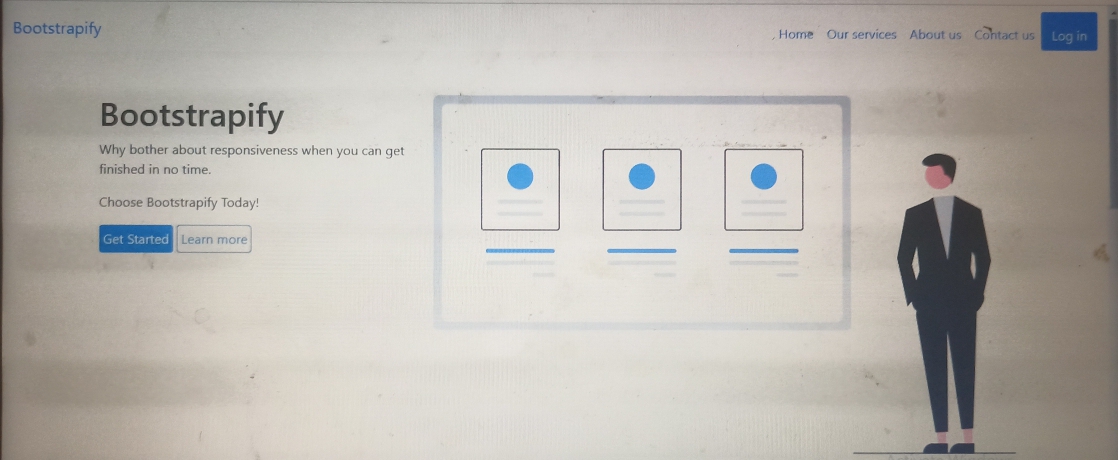 Bootstrapify
Home Our services About us Contact us Log in
Bootstrapify
Why bother about responsiveness when you can get
finished in no time.
Choose Bootstrapify Today!
Get Started Learn more